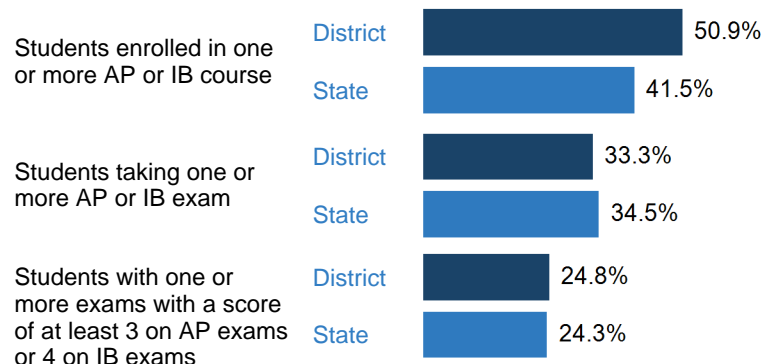 Students enrolled in one
or more AP or IB course
District
50.9%
State
41.5%
Students taking one or
more AP or IB exam
District
33.3%
State
34.5%
Students with one or
more exams with a score
of at least 3 on AP exams
or 4 on IB exams
District
24.8%
State
24.3%